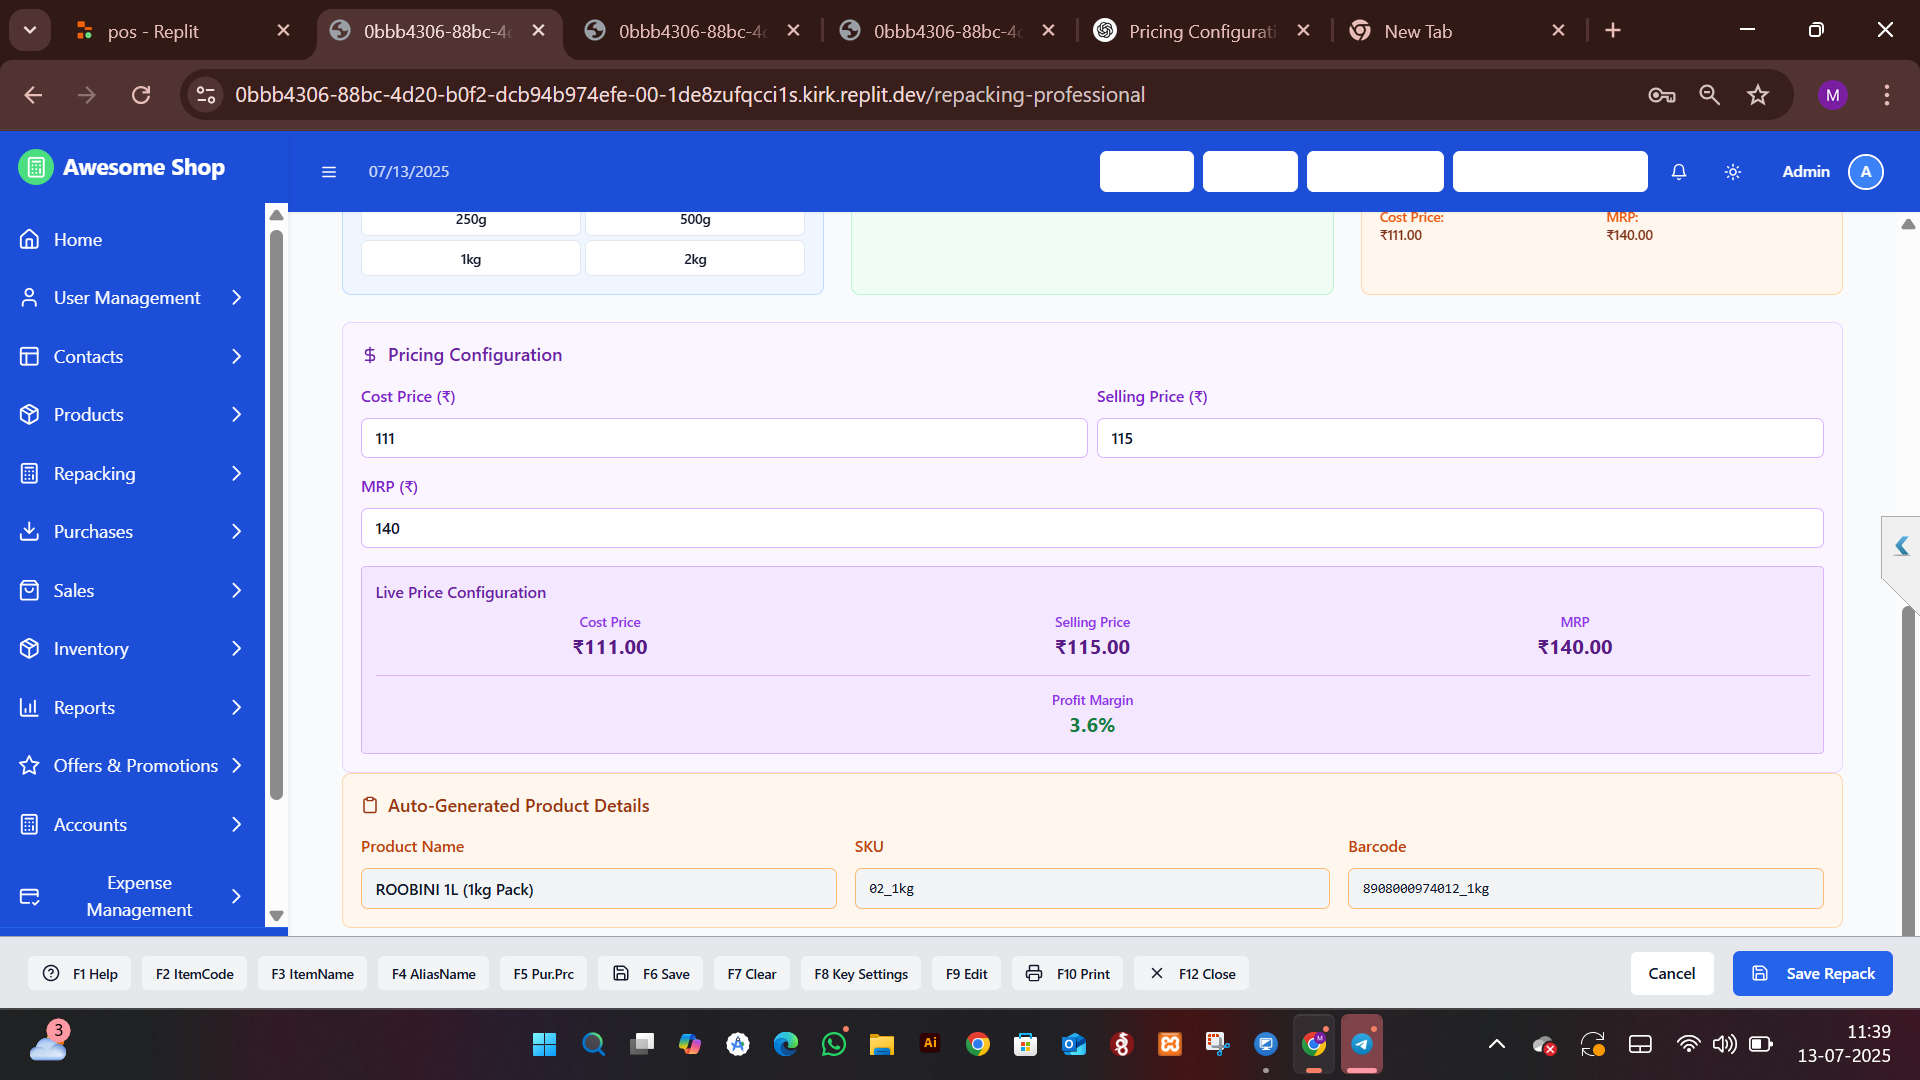 pos - Replit
0bbb4306-88bc-4d
0bbb4306-88bc-4d
0bbb4306-88bc-4d
Pricing Configurati
New Tab
0bbb4306-88bc-4d20-b0f2-dcb94b974efe-00-1de8zufqcci1s.kirk.replit.dev/repacking-professional
M
Awesome Shop
07/13/2025
Admin
A
Home
User Management
Contacts
Products
Repacking
Purchases
Sales
Inventory
Reports
Offers & Promotions
Accounts
Expense
Management
250g
500g
1kg
2kg
Cost Price:
MRP:
₹111.00
₹140.00
Pricing Configuration
Cost Price (₹)
Selling Price (₹)
111
115
MRP (₹)
140
Live Price Configuration
Cost Price
Selling Price
MRP
₹111.00
₹115.00
₹140.00
Profit Margin
3.6%
Auto-Generated Product Details
Product Name
SKU
Barcode
ROOBINI 1L (1kg Pack)
02_1kg
8908000974012_1kg
F1 Help
F2 ItemCode
F3 ItemName
F4 AliasName
F5 Pur.Prc
F6 Save
F7 Clear
F8 Key Settings
F9 Edit
F10 Print
F12 Close
Cancel
Save Repack
3
Ai
11:39
13-07-2025